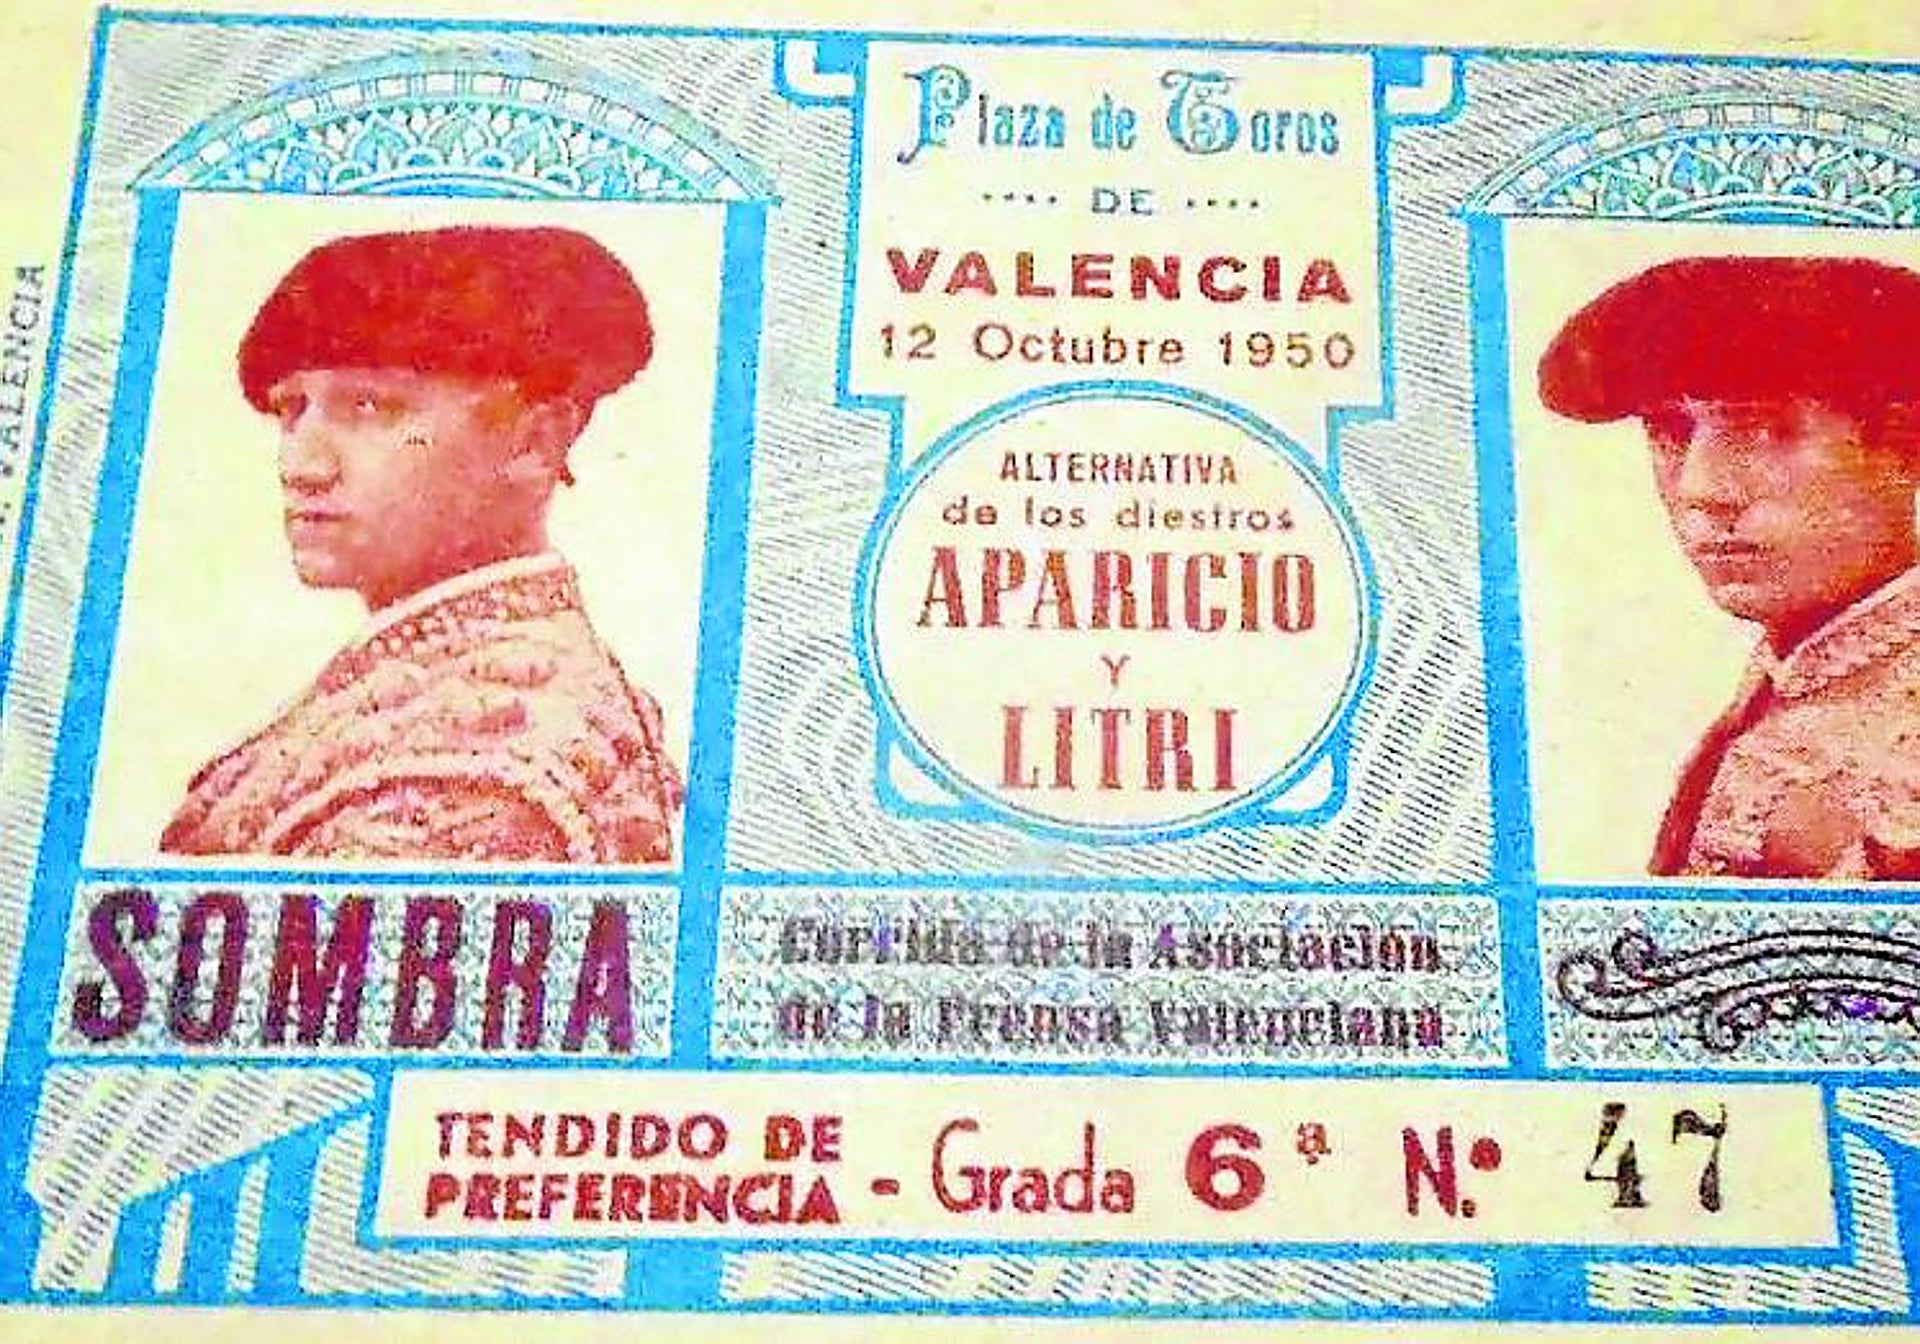 Plaza de Toros
DE
VALENCIA
12 Octubre 1950
ALTERNATIVA
de los diestros
APARICIO
Y
LITRI
SOMBRA
Corrida de la Asociación
de la Prensa Valenciana
TENDIDO DE
PREFERENCIA - Grada 6ª N.º 47
VALENCIA